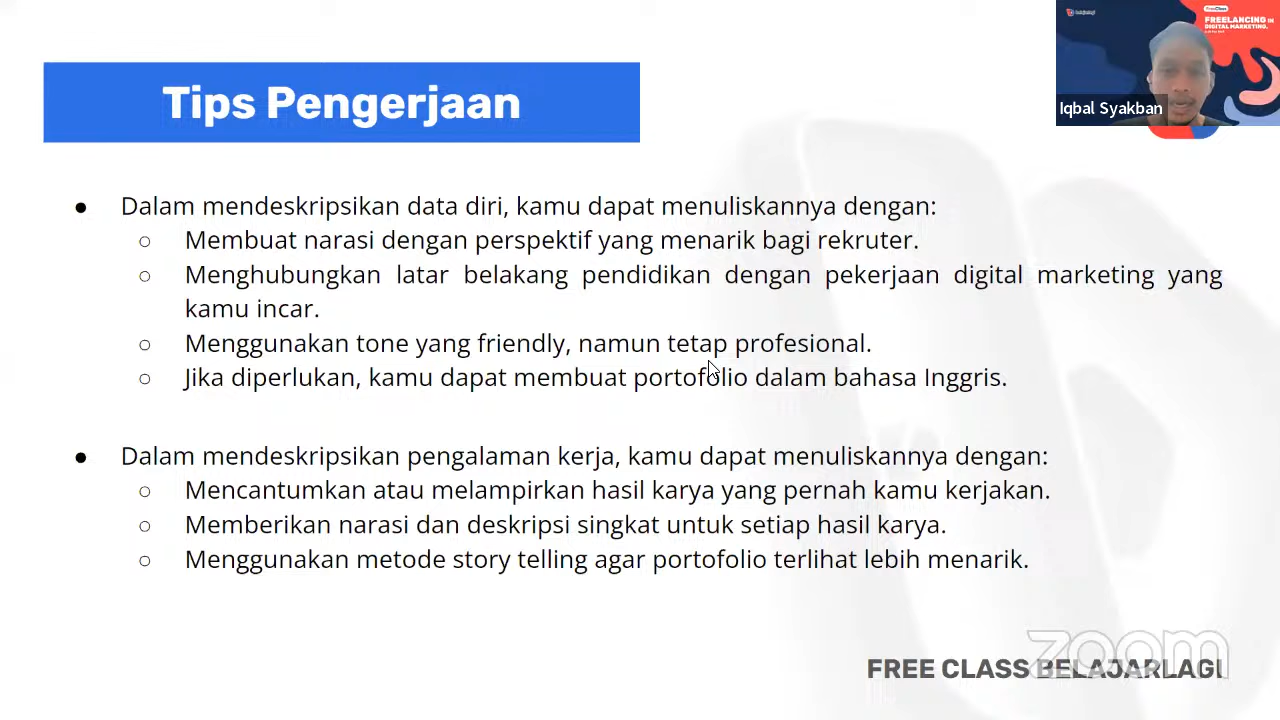 belajarlagi
FreeClass
FREELANCING IN
DIGITAL MARKETING.
Iqbal Syakban
Tips Pengerjaan
● Dalam mendeskripsikan data diri, kamu dapat menuliskannya dengan:
○ Membuat narasi dengan perspektif yang menarik bagi rekruter.
○ Menghubungkan latar belakang pendidikan dengan pekerjaan digital marketing yang
kamu incar.
○ Menggunakan tone yang friendly, namun tetap profesional.
○ Jika diperlukan, kamu dapat membuat portofolio dalam bahasa Inggris.
● Dalam mendeskripsikan pengalaman kerja, kamu dapat menuliskannya dengan:
○ Mencantumkan atau melampirkan hasil karya yang pernah kamu kerjakan.
○ Memberikan narasi dan deskripsi singkat untuk setiap hasil karya.
○ Menggunakan metode story telling agar portofolio terlihat lebih menarik.
zoom
FREE CLASS BELAJARLAGI